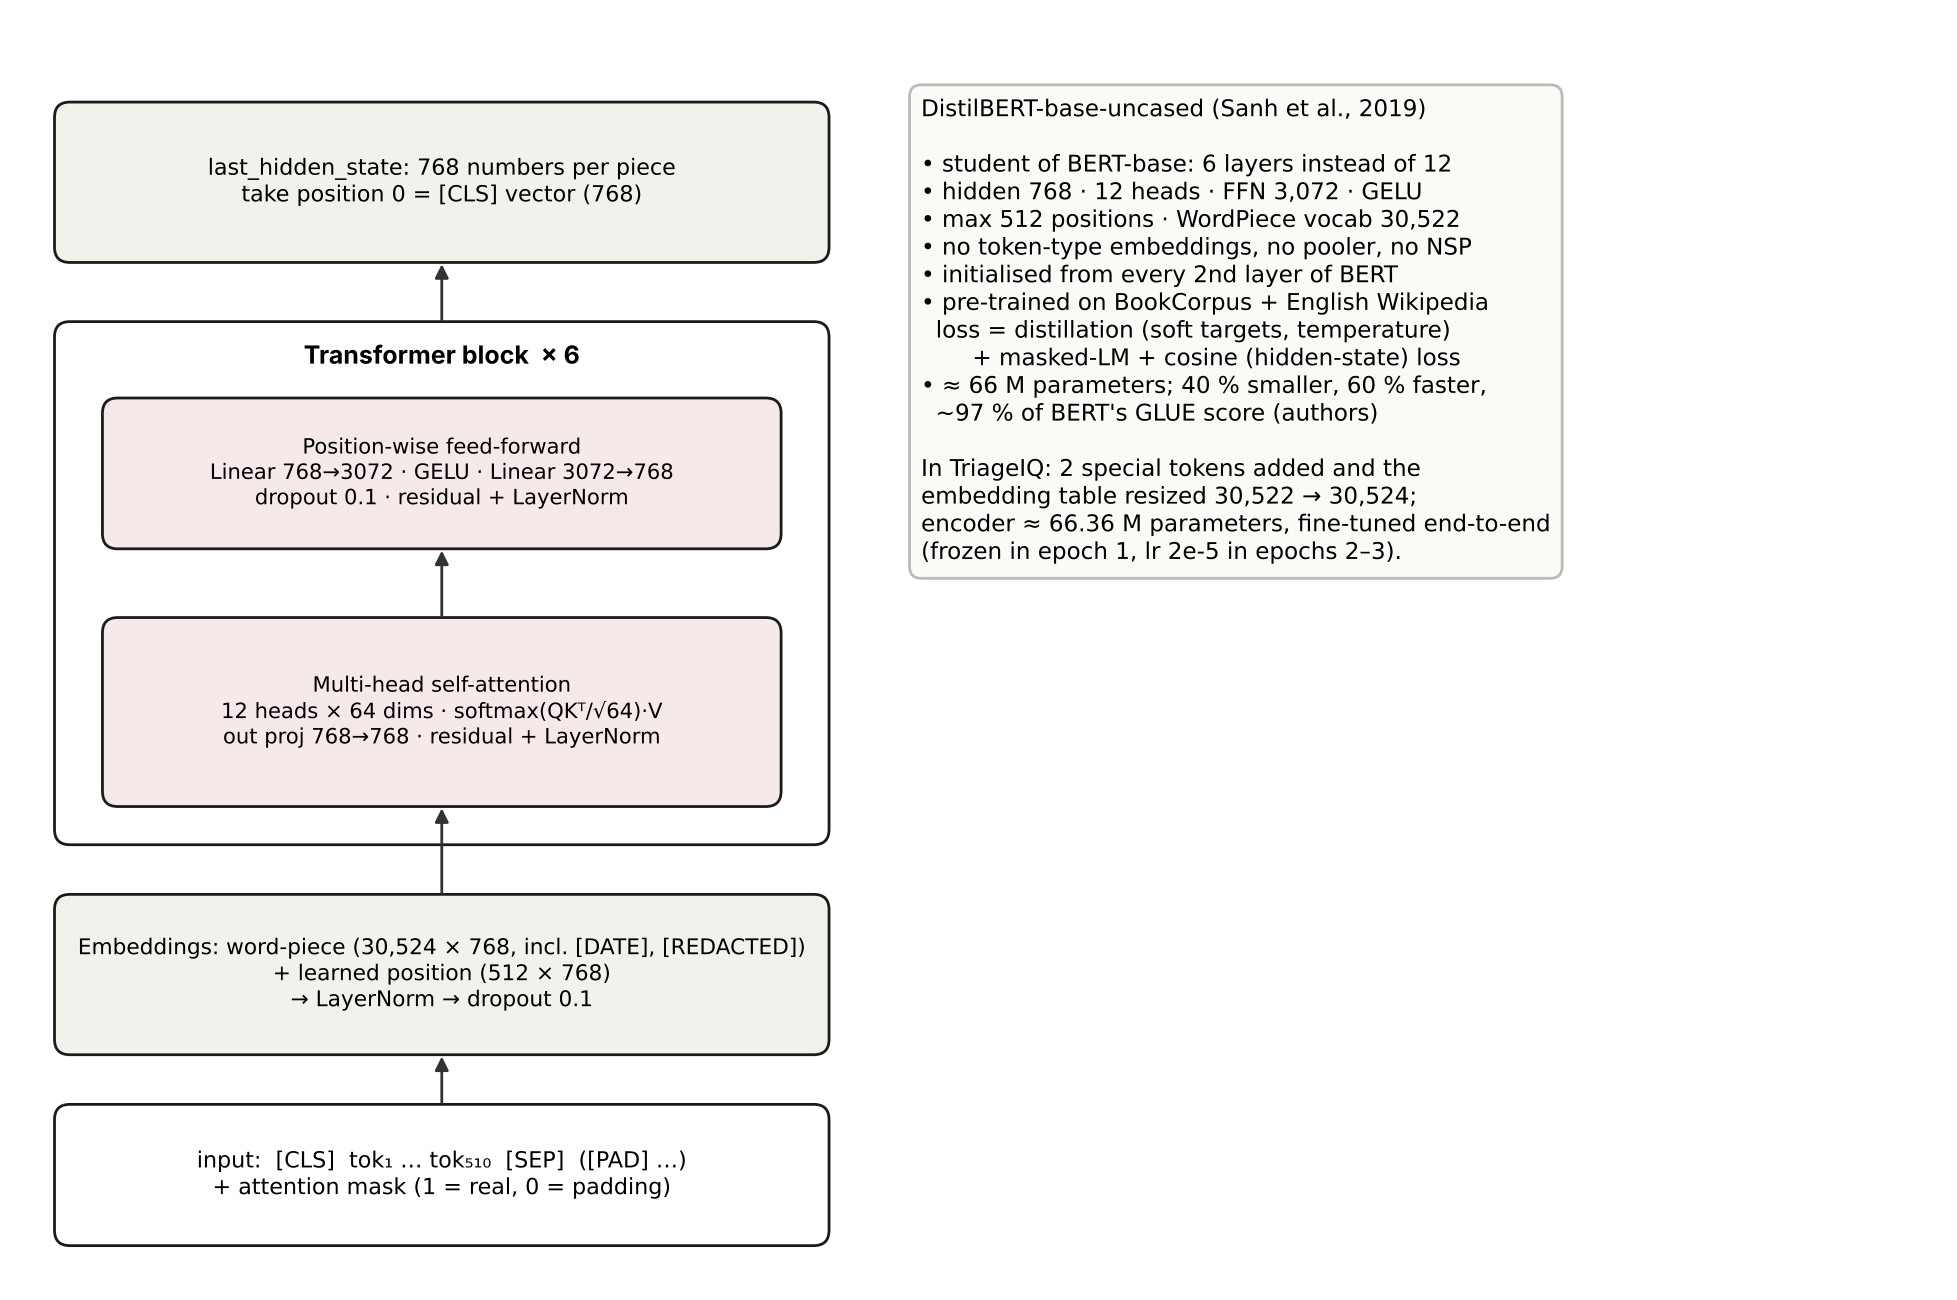 last_hidden_state: 768 numbers per piece
take position 0 = [CLS] vector (768)
Transformer block × 6
Position-wise feed-forward
Linear 768→3072 · GELU · Linear 3072→768
dropout 0.1 · residual + LayerNorm
Multi-head self-attention
12 heads × 64 dims · softmax(QKᵀ/√64)·V
out proj 768→768 · residual + LayerNorm
Embeddings: word-piece (30,524 × 768, incl. [DATE], [REDACTED])
+ learned position (512 × 768)
→ LayerNorm → dropout 0.1
input: [CLS] tok₁ … tok₅₁₀ [SEP] ([PAD] …)
+ attention mask (1 = real, 0 = padding)
DistilBERT-base-uncased (Sanh et al., 2019)
• student of BERT-base: 6 layers instead of 12
• hidden 768 · 12 heads · FFN 3,072 · GELU
• max 512 positions · WordPiece vocab 30,522
• no token-type embeddings, no pooler, no NSP
• initialised from every 2nd layer of BERT
• pre-trained on BookCorpus + English Wikipedia
loss = distillation (soft targets, temperature)
+ masked-LM + cosine (hidden-state) loss
• ≈ 66 M parameters; 40 % smaller, 60 % faster,
~97 % of BERT's GLUE score (authors)
In TriageIQ: 2 special tokens added and the
embedding table resized 30,522 → 30,524;
encoder ≈ 66.36 M parameters, fine-tuned end-to-end
(frozen in epoch 1, lr 2e-5 in epochs 2–3).